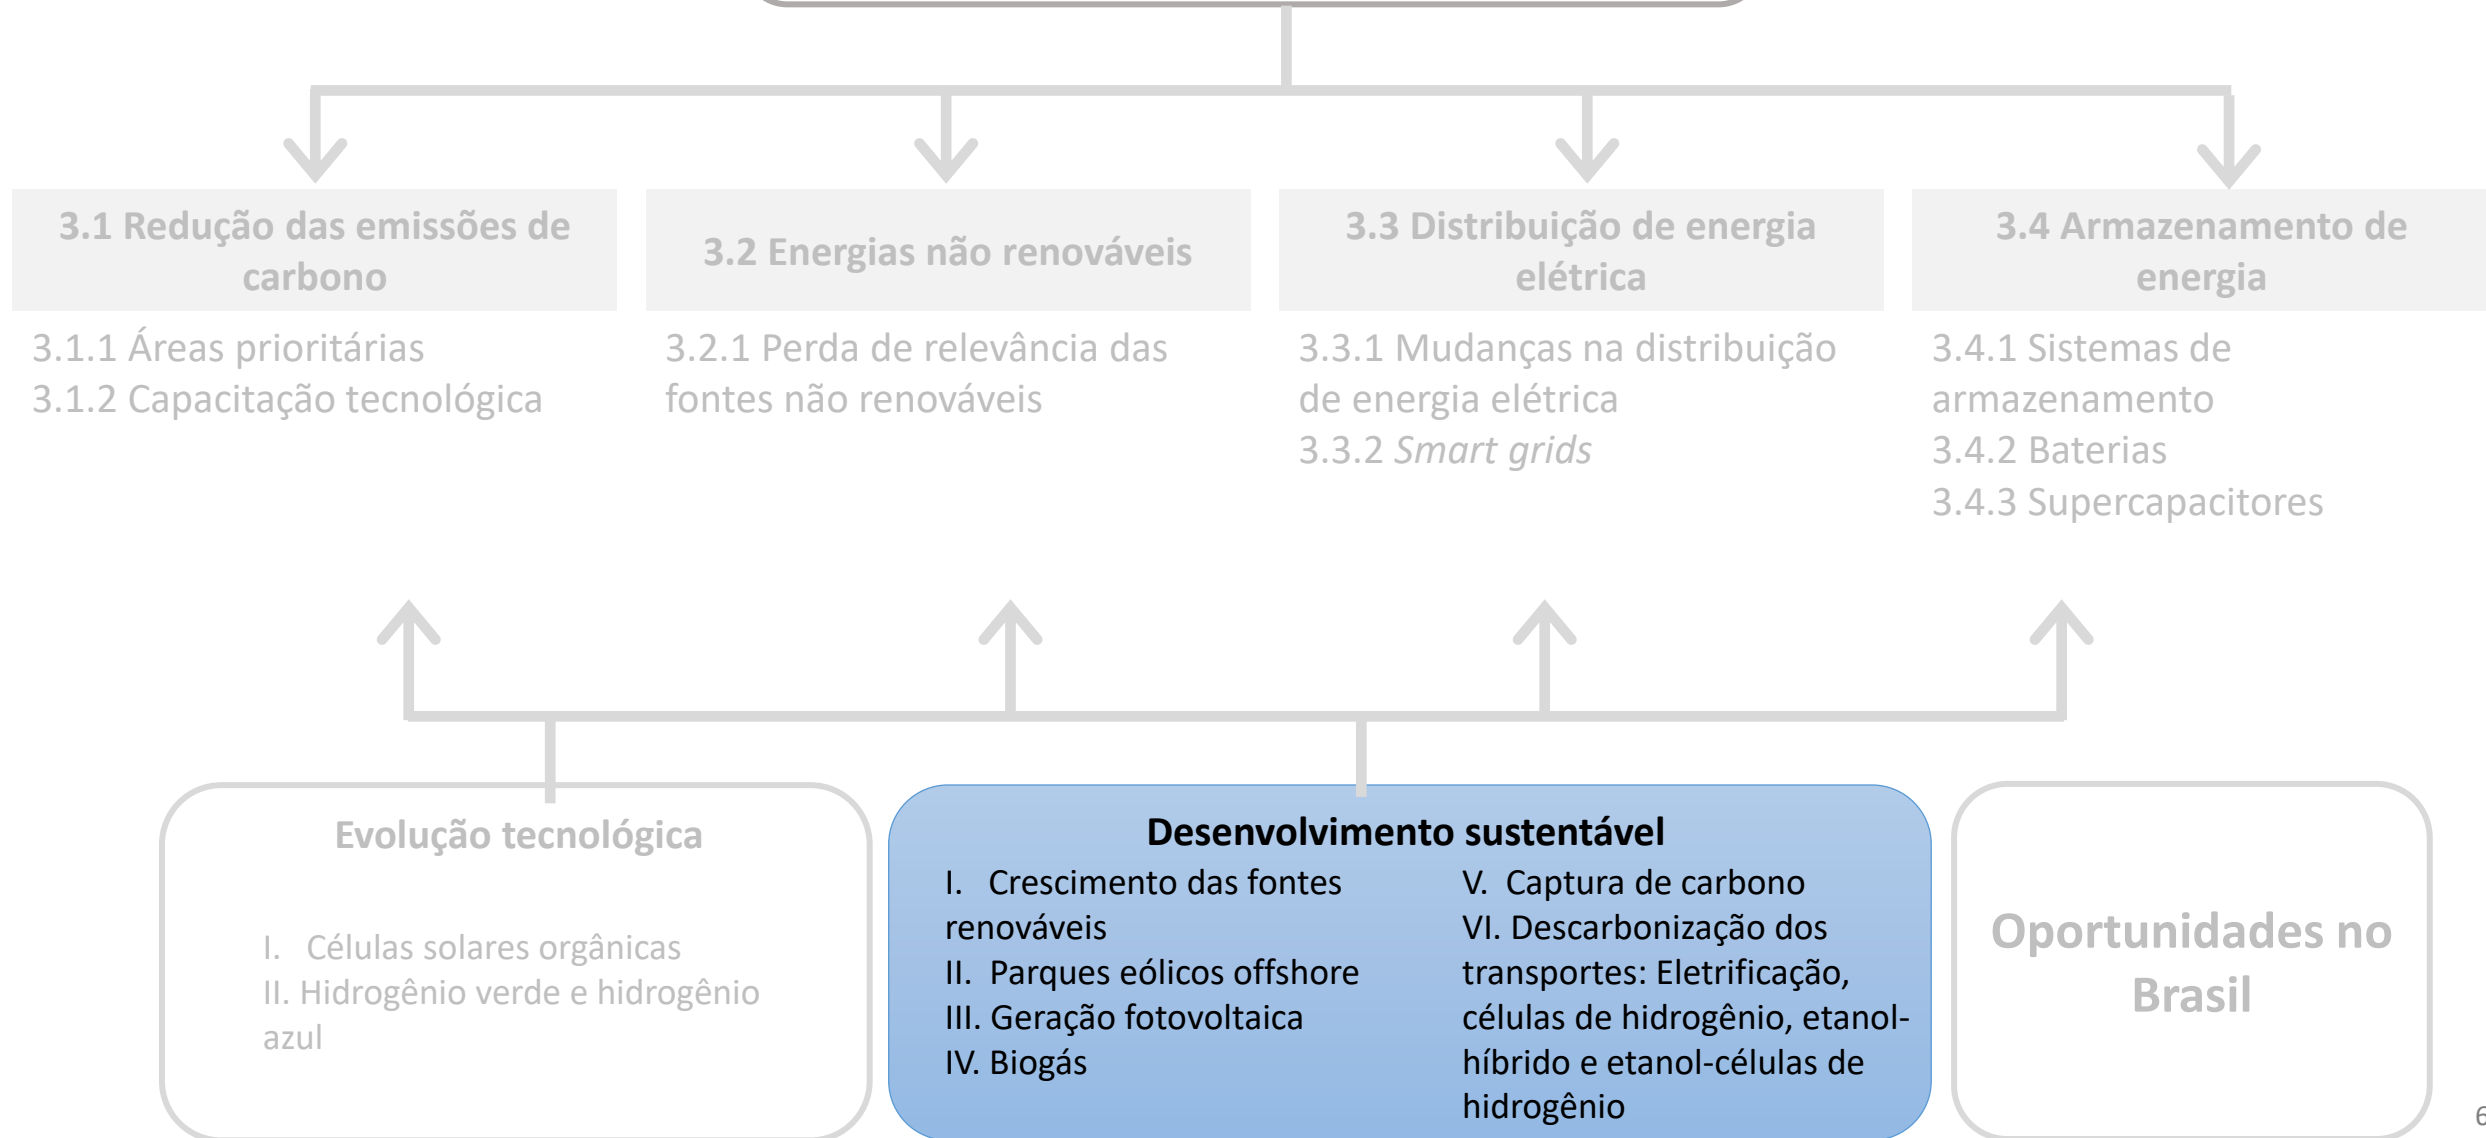 3.1 Redução das emissões de
carbono
3.1.1 Áreas prioritárias
3.1.2 Capacitação tecnológica
3.2 Energias não renováveis
3.2.1 Perda de relevância das
fontes não renováveis
3.3 Distribuição de energia
elétrica
3.3.1 Mudanças na distribuição
de energia elétrica
3.3.2 Smart grids
3.4 Armazenamento de
energia
3.4.1 Sistemas de
armazenamento
3.4.2 Baterias
3.4.3 Supercapacitores
Evolução tecnológica
I. Células solares orgânicas
II. Hidrogênio verde e hidrogênio
azul
Desenvolvimento sustentável
I. Crescimento das fontes
renováveis
II. Parques eólicos offshore
III. Geração fotovoltaica
IV. Biogás
V. Captura de carbono
VI. Descarbonização dos
transportes: Eletrificação,
células de hidrogênio, etanol-
híbrido e etanol-células de
hidrogênio
Oportunidades no
Brasil